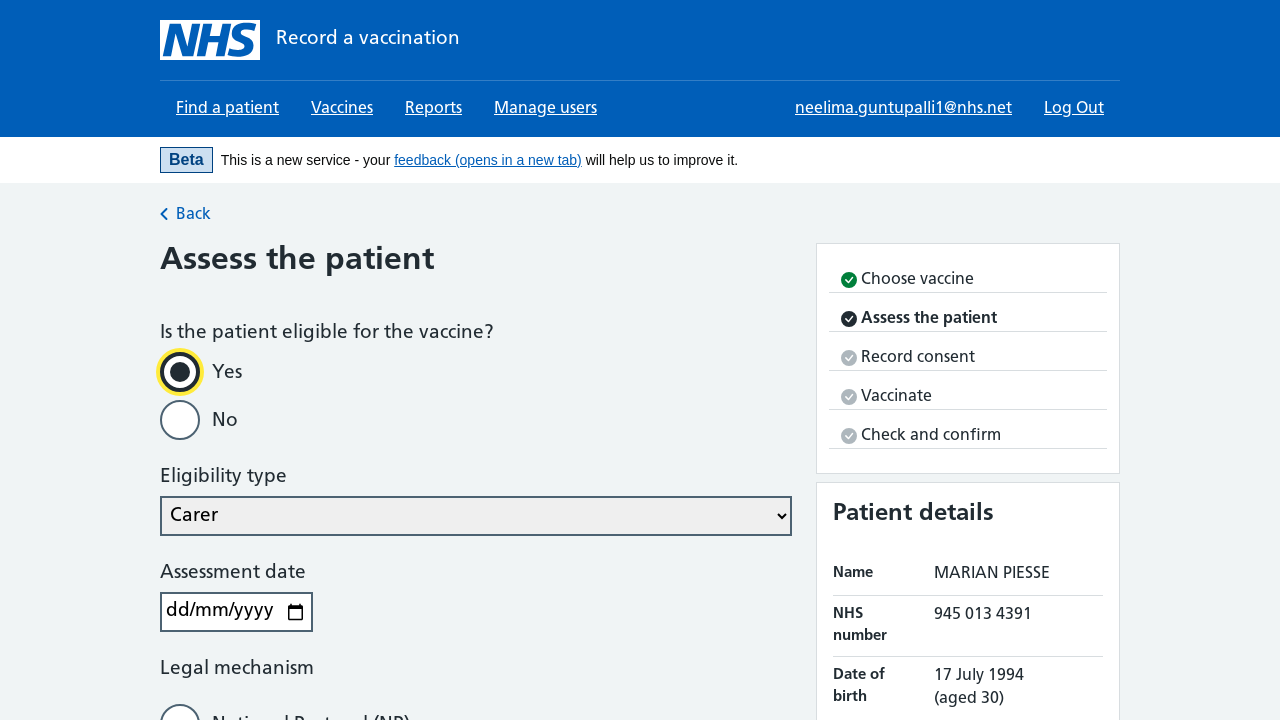 NHS Record a vaccination
Find a patient Vaccines Reports Manage users neelima.guntupalli1@nhs.net Log Out
Beta This is a new service - your feedback (opens in a new tab) will help us to improve it.
Back
Assess the patient
Is the patient eligible for the vaccine?
Yes
No
Eligibility type
Carer
Assessment date
dd/mm/yyyy
Legal mechanism
National Protocol (NP)
Choose vaccine
Assess the patient
Record consent
Vaccinate
Check and confirm
Patient details
Name MARIAN PIESSE
NHS number 945 013 4391
Date of birth 17 July 1994
(aged 30)